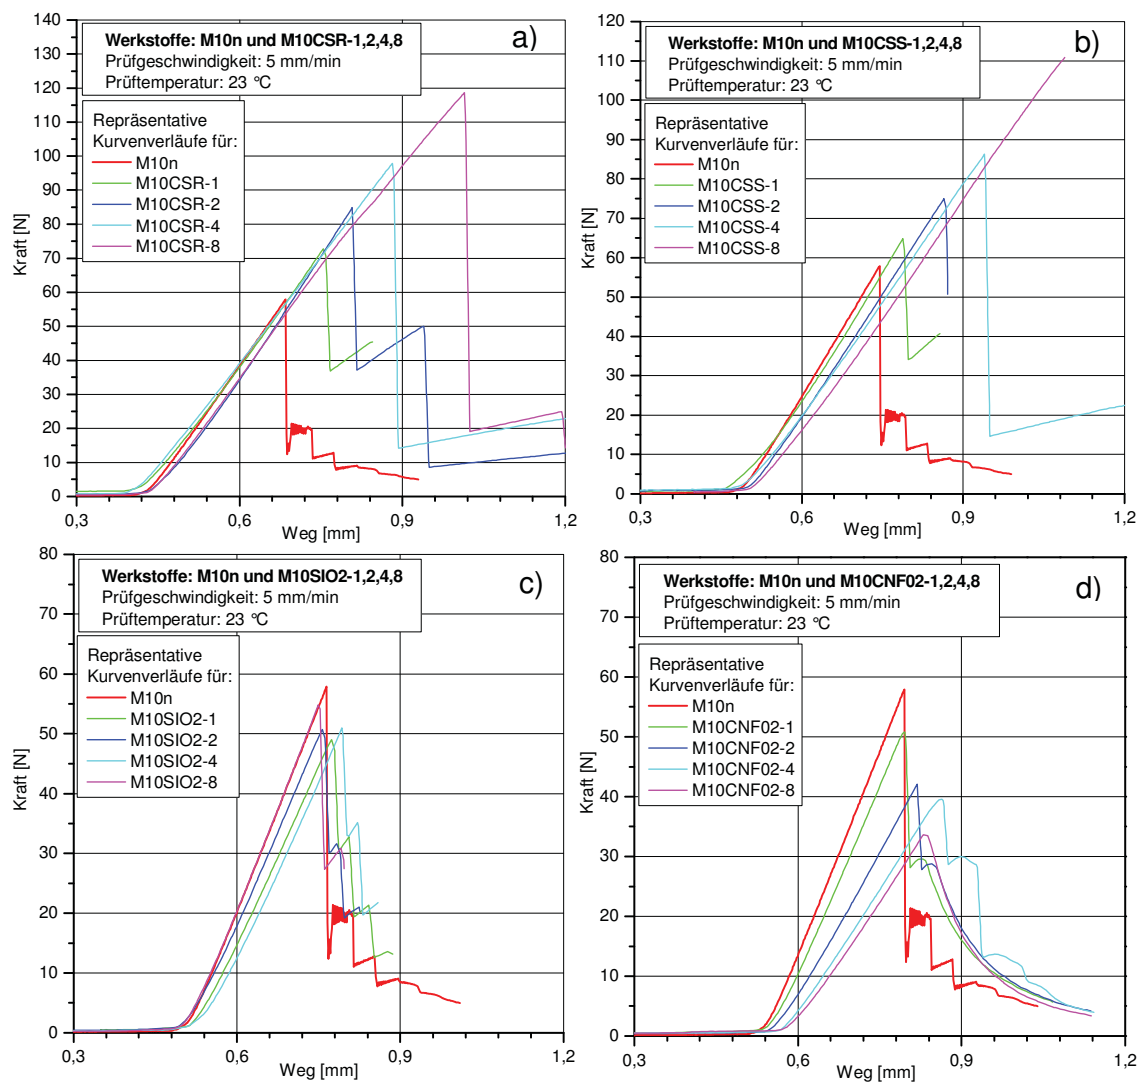 a)
Werkstoffe: M10n und M10CSR-1,2,4,8
Prüfgeschwindigkeit: 5 mm/min
Prüftemperatur: 23 °C
Repräsentative
Kurvenverläufe für:
M10n
M10CSR-1
M10CSR-2
M10CSR-4
M10CSR-8
Kraft [N]
140
130
120
110
100
90
80
70
60
50
40
30
20
10
0
0,3
0,6
0,9
1,2
Weg [mm]
b)
Werkstoffe: M10n und M10CSS-1,2,4,8
Prüfgeschwindigkeit: 5 mm/min
Prüftemperatur: 23 °C
Repräsentative
Kurvenverläufe für:
M10n
M10CSS-1
M10CSS-2
M10CSS-4
M10CSS-8
Kraft [N]
120
110
100
90
80
70
60
50
40
30
20
10
0
0,3
0,6
0,9
1,2
Weg [mm]
c)
Werkstoffe: M10n und M10SIO2-1,2,4,8
Prüfgeschwindigkeit: 5 mm/min
Prüftemperatur: 23 °C
Repräsentative
Kurvenverläufe für:
M10n
M10SIO2-1
M10SIO2-2
M10SIO2-4
M10SIO2-8
Kraft [N]
80
70
60
50
40
30
20
10
0
0,3
0,6
0,9
1,2
Weg [mm]
d)
Werkstoffe: M10n und M10CNF02-1,2,4,8
Prüfgeschwindigkeit: 5 mm/min
Prüftemperatur: 23 °C
Repräsentative
Kurvenverläufe für:
M10n
M10CNF02-1
M10CNF02-2
M10CNF02-4
M10CNF02-8
Kraft [N]
80
70
60
50
40
30
20
10
0
0,3
0,6
0,9
1,2
Weg [mm]